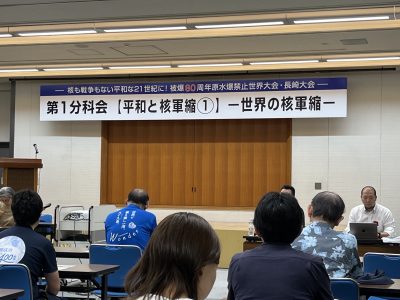 ― 核も戦争もない平和な21世紀に！被爆80周年原水爆禁止世界大会・長崎大会 ―
第1分科会【平和と核軍縮①】―世界の核軍縮―